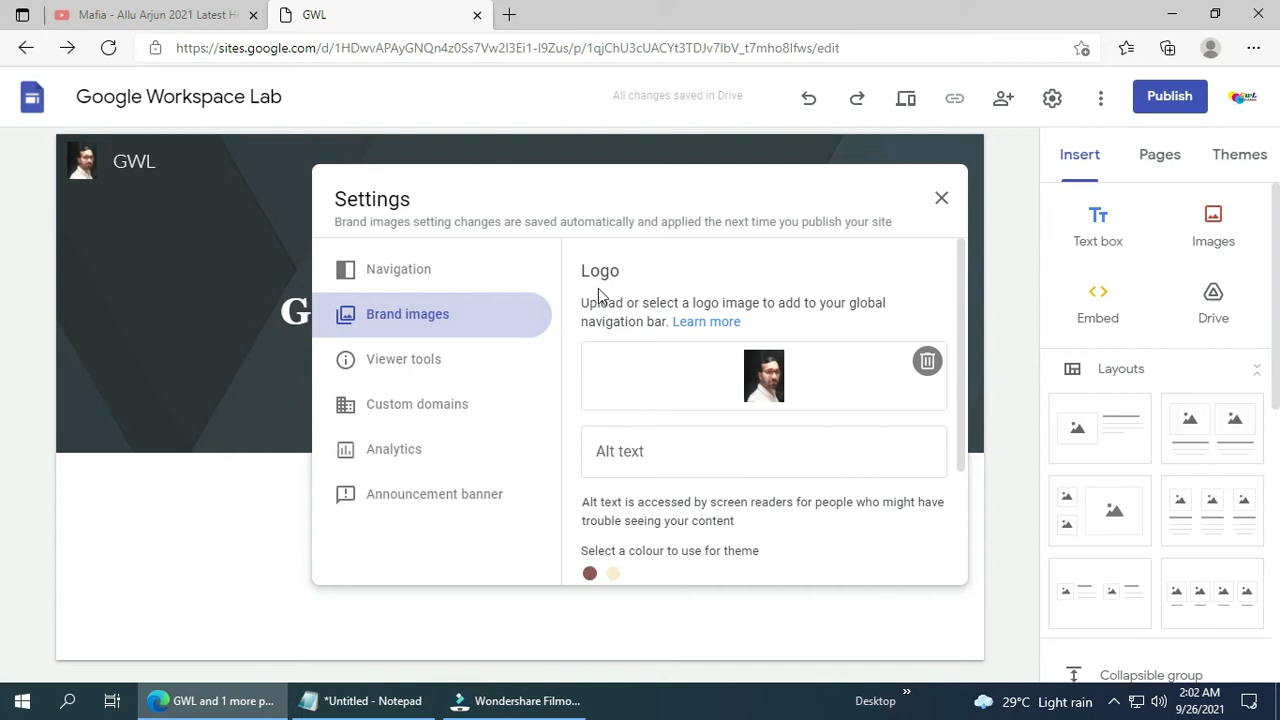 Mafia - Allu Arjun 2021 Latest H
GWL
https://sites.google.com/d/1HDwvAPAyGNQn4z0Ss7Vw2I3Ei1-I9Zus/p/1qjChU3cUACYt3TDJv7IbV_t7mho8Ifws/edit
Google Workspace Lab
All changes saved in Drive
Publish
GWL
Insert
Pages
Themes
Settings
Brand images setting changes are saved automatically and applied the next time you publish your site
Navigation
Brand images
Viewer tools
Custom domains
Analytics
Announcement banner
Logo
Upload or select a logo image to add to your global
navigation bar. Learn more
Alt text
Alt text is accessed by screen readers for people who might have
trouble seeing your content
Select a colour to use for theme
G
Tt
Text box
Images
Embed
Drive
Layouts
Collapsible group
GWL and 1 more p...
*Untitled - Notepad
Wondershare Filmo...
Desktop
29°C Light rain
2:02 AM
9/26/2021